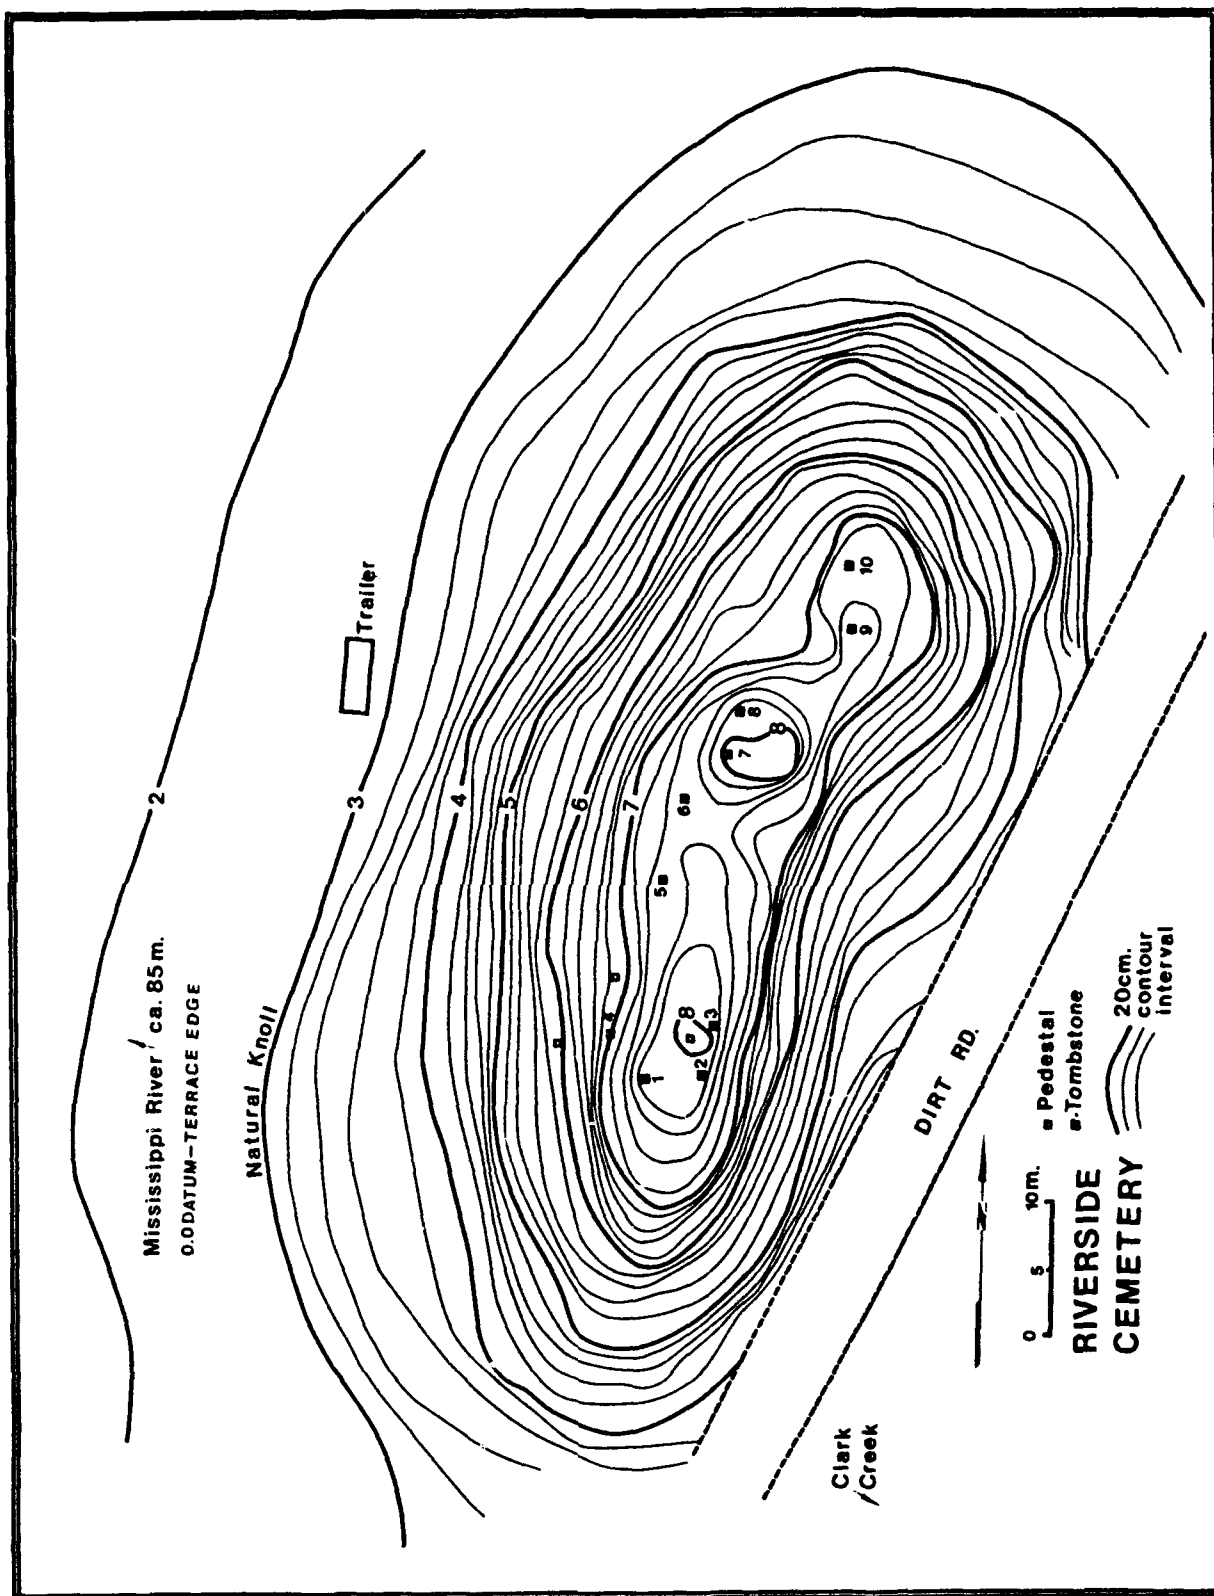 Mississippi River ca. 85m.
0.0 DATUM-TERRACE EDGE
Natural Knoll
2
3
4
5
6
7
Trailer
1
2
3
8
4
5
6
7
8
8
9
10
DIRT RD.
Clark
Creek
0 5 10m.
RIVERSIDE
CEMETERY
Pedestal
Tombstone
20cm.
contour
interval